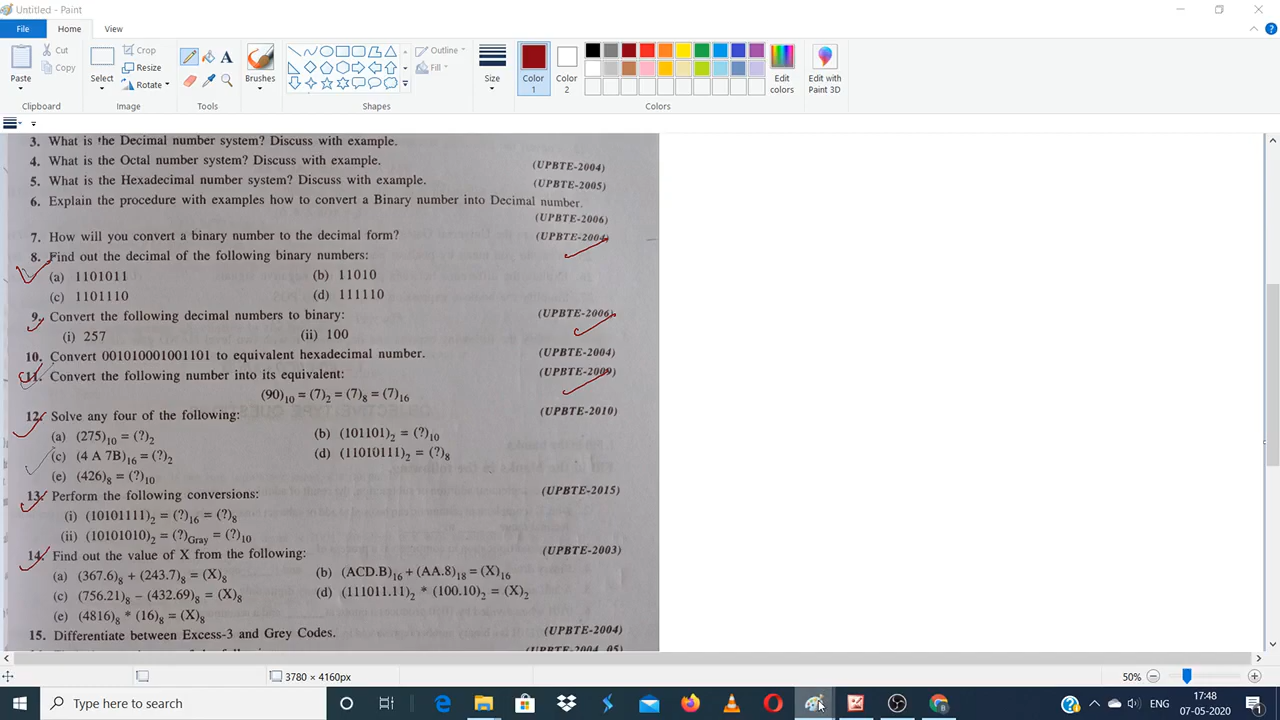 Untitled - Paint
File Home View
Paste Cut Copy Clipboard
Select Crop Resize Rotate Image
Tools
Brushes
Shapes Outline Fill
Size
Color 1 Color 2 Colors
Edit colors
Edit with Paint 3D
3. What is the Decimal number system? Discuss with example.
4. What is the Octal number system? Discuss with example. (UPBTE-2004)
5. What is the Hexadecimal number system? Discuss with example. (UPBTE-2005)
6. Explain the procedure with examples how to convert a Binary number into Decimal number.
(UPBTE-2006)
7. How will you convert a binary number to the decimal form? (UPBTE-2004)
8. Find out the decimal of the following binary numbers:
(a) 1101011 (b) 11010
(c) 1101110 (d) 111110
9. Convert the following decimal numbers to binary: (UPBTE-2006)
(i) 257 (ii) 100
10. Convert 001010001001101 to equivalent hexadecimal number. (UPBTE-2004)
11. Convert the following number into its equivalent: (UPBTE-2009)
(90)10 = (7)2 = (7)8 = (7)16
12. Solve any four of the following: (UPBTE-2010)
(a) (275)10 = (?)2 (b) (101101)2 = (?)10
(c) (4 A 7B)16 = (?)2 (d) (11010111)2 = (?)8
(e) (426)8 = (?)10
13. Perform the following conversions: (UPBTE-2015)
(i) (10101111)2 = (?)16 = (?)8
(ii) (10101010)2 = (?)Gray = (?)10
14. Find out the value of X from the following: (UPBTE-2003)
(a) (367.6)8 + (243.7)8 = (X)8 (b) (ACD.B)16 + (AA.8)18 = (X)16
(c) (756.21)8 – (432.69)8 = (X)8 (d) (111011.11)2 * (100.10)2 = (X)2
(e) (4816)8 * (16)8 = (X)8
15. Differentiate between Excess-3 and Grey Codes. (UPBTE-2004)
(UPBTE-2004, 05)
3780 × 4160px 50%
Type here to search
ENG 17:48
07-05-2020